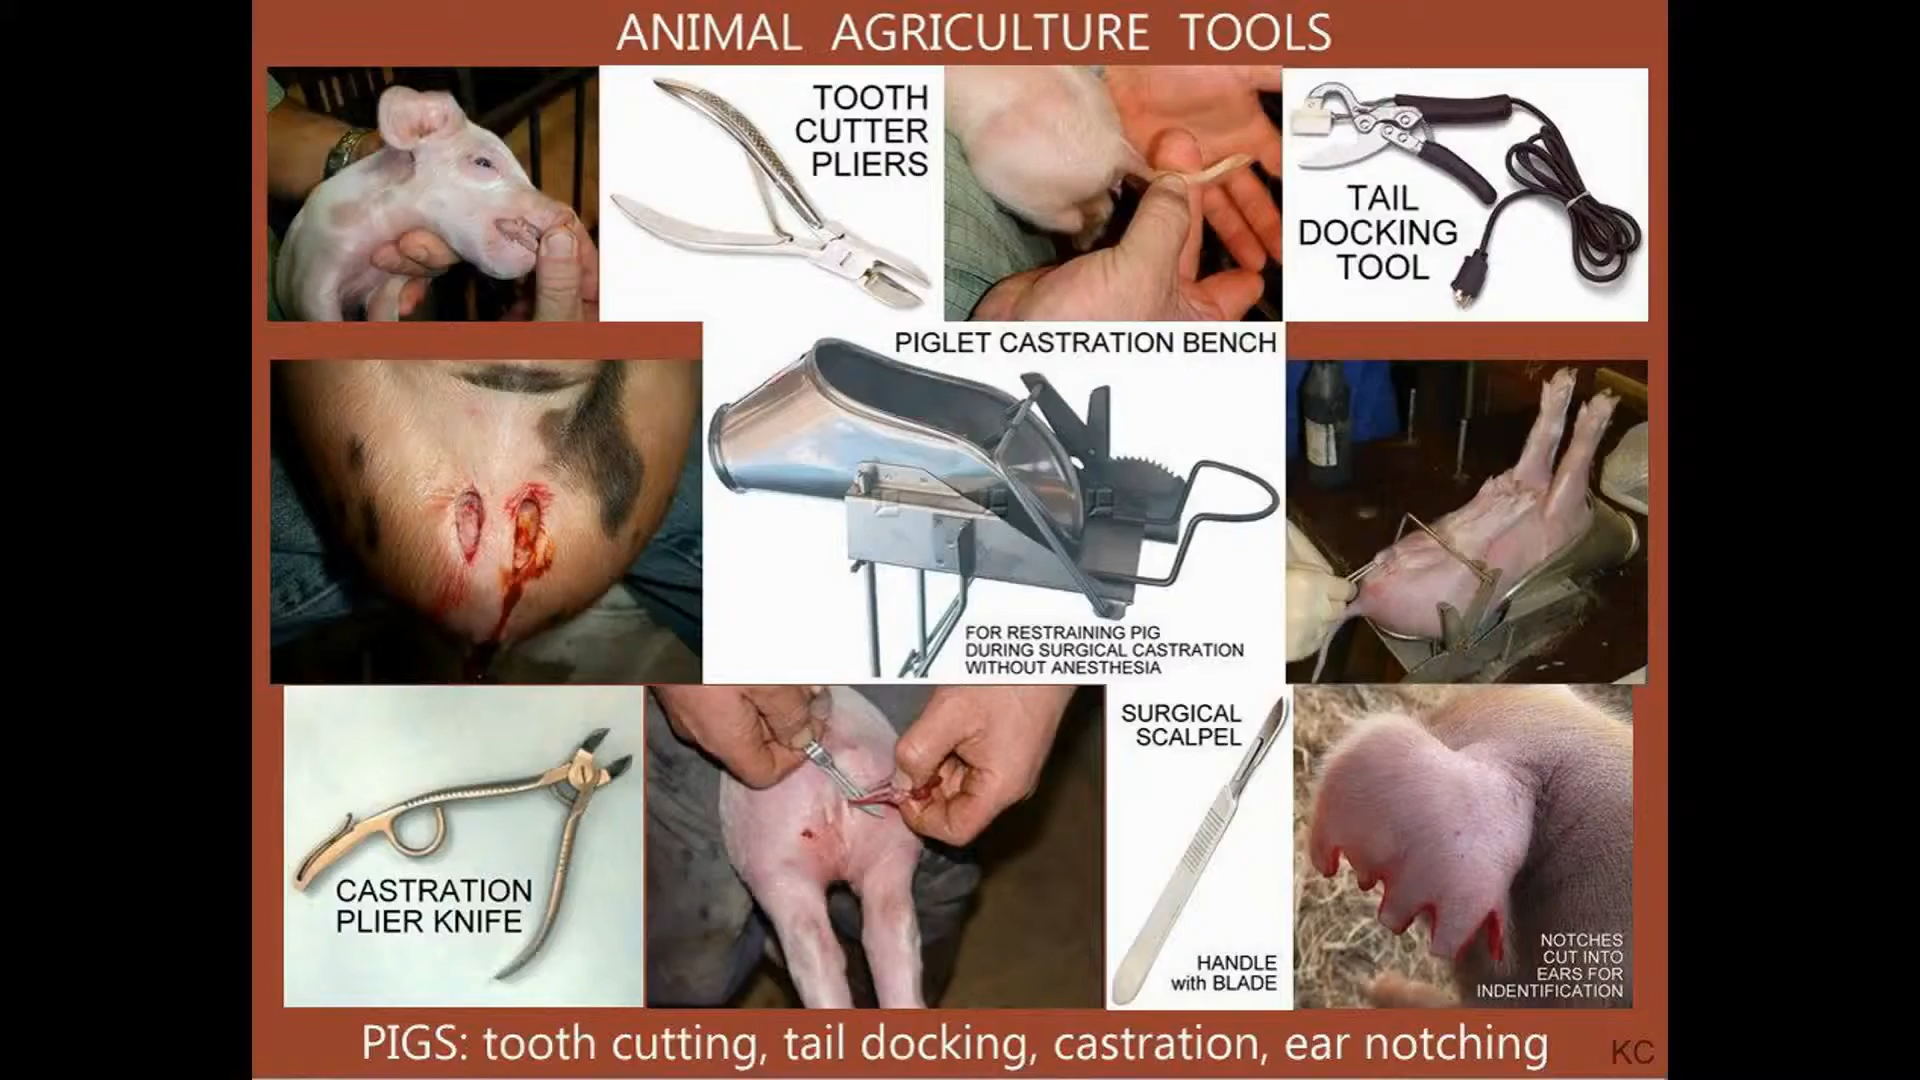 ANIMAL AGRICULTURE TOOLS
TOOTH
CUTTER
PLIERS
TAIL
DOCKING
TOOL
PIGLET CASTRATION BENCH
FOR RESTRAINING PIG
DURING SURGICAL CASTRATION
WITHOUT ANESTHESIA
CASTRATION
PLIER KNIFE
SURGICAL
SCALPEL
HANDLE
with BLADE
NOTCHES
CUT INTO
EARS FOR
INDENTIFICATION
PIGS: tooth cutting, tail docking, castration, ear notching
KC